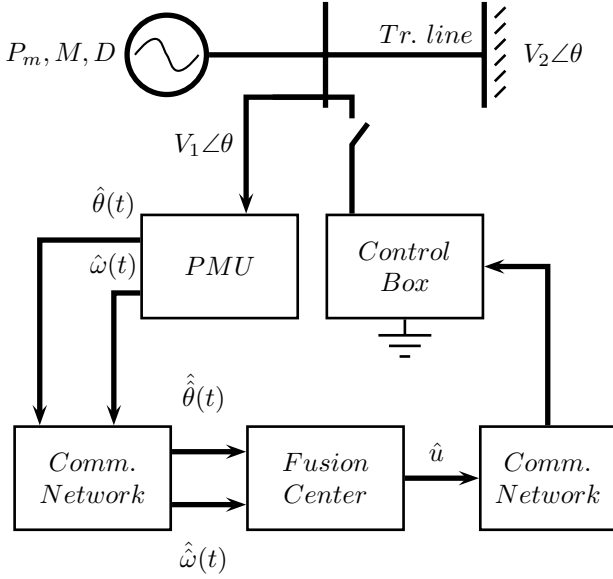 P_m, M, D
Tr. line
V_2∠θ
V_1∠θ
θ̂(t)
ω̂(t)
PMU
Control
Box
θ̂̂(t)
Comm.
Network
Fusion
Center
û
Comm.
Network
ω̂̂(t)